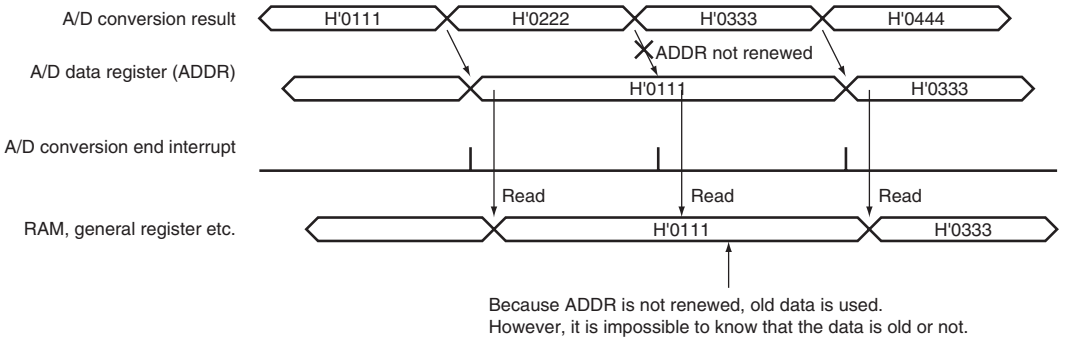 A/D conversion result
H'0111
H'0222
H'0333
H'0444
ADDR not renewed
A/D data register (ADDR)
H'0111
H'0333
A/D conversion end interrupt
Read
Read
Read
RAM, general register etc.
H'0111
H'0333
Because ADDR is not renewed, old data is used.
However, it is impossible to know that the data is old or not.